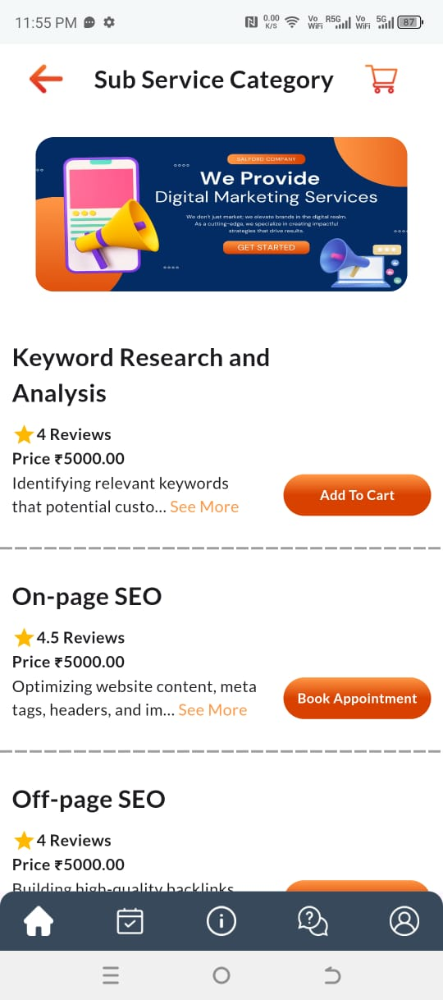 11:55 PM
0.00 K/S Vo WiFi R5G Vo WiFi 5G 87
Sub Service Category
SALFORD COMPANY
We Provide
Digital Marketing Services
We don't just market; we elevate brands in the digital realm.
As a cutting-edge, we specialize in creating impactful
strategies that drive results.
GET STARTED
Keyword Research and
Analysis
4 Reviews
Price ₹5000.00
Identifying relevant keywords
that potential custo... See More
Add To Cart
On-page SEO
4.5 Reviews
Price ₹5000.00
Optimizing website content, meta
tags, headers, and im... See More
Book Appointment
Off-page SEO
4 Reviews
Price ₹5000.00
Building high-quality backlinks